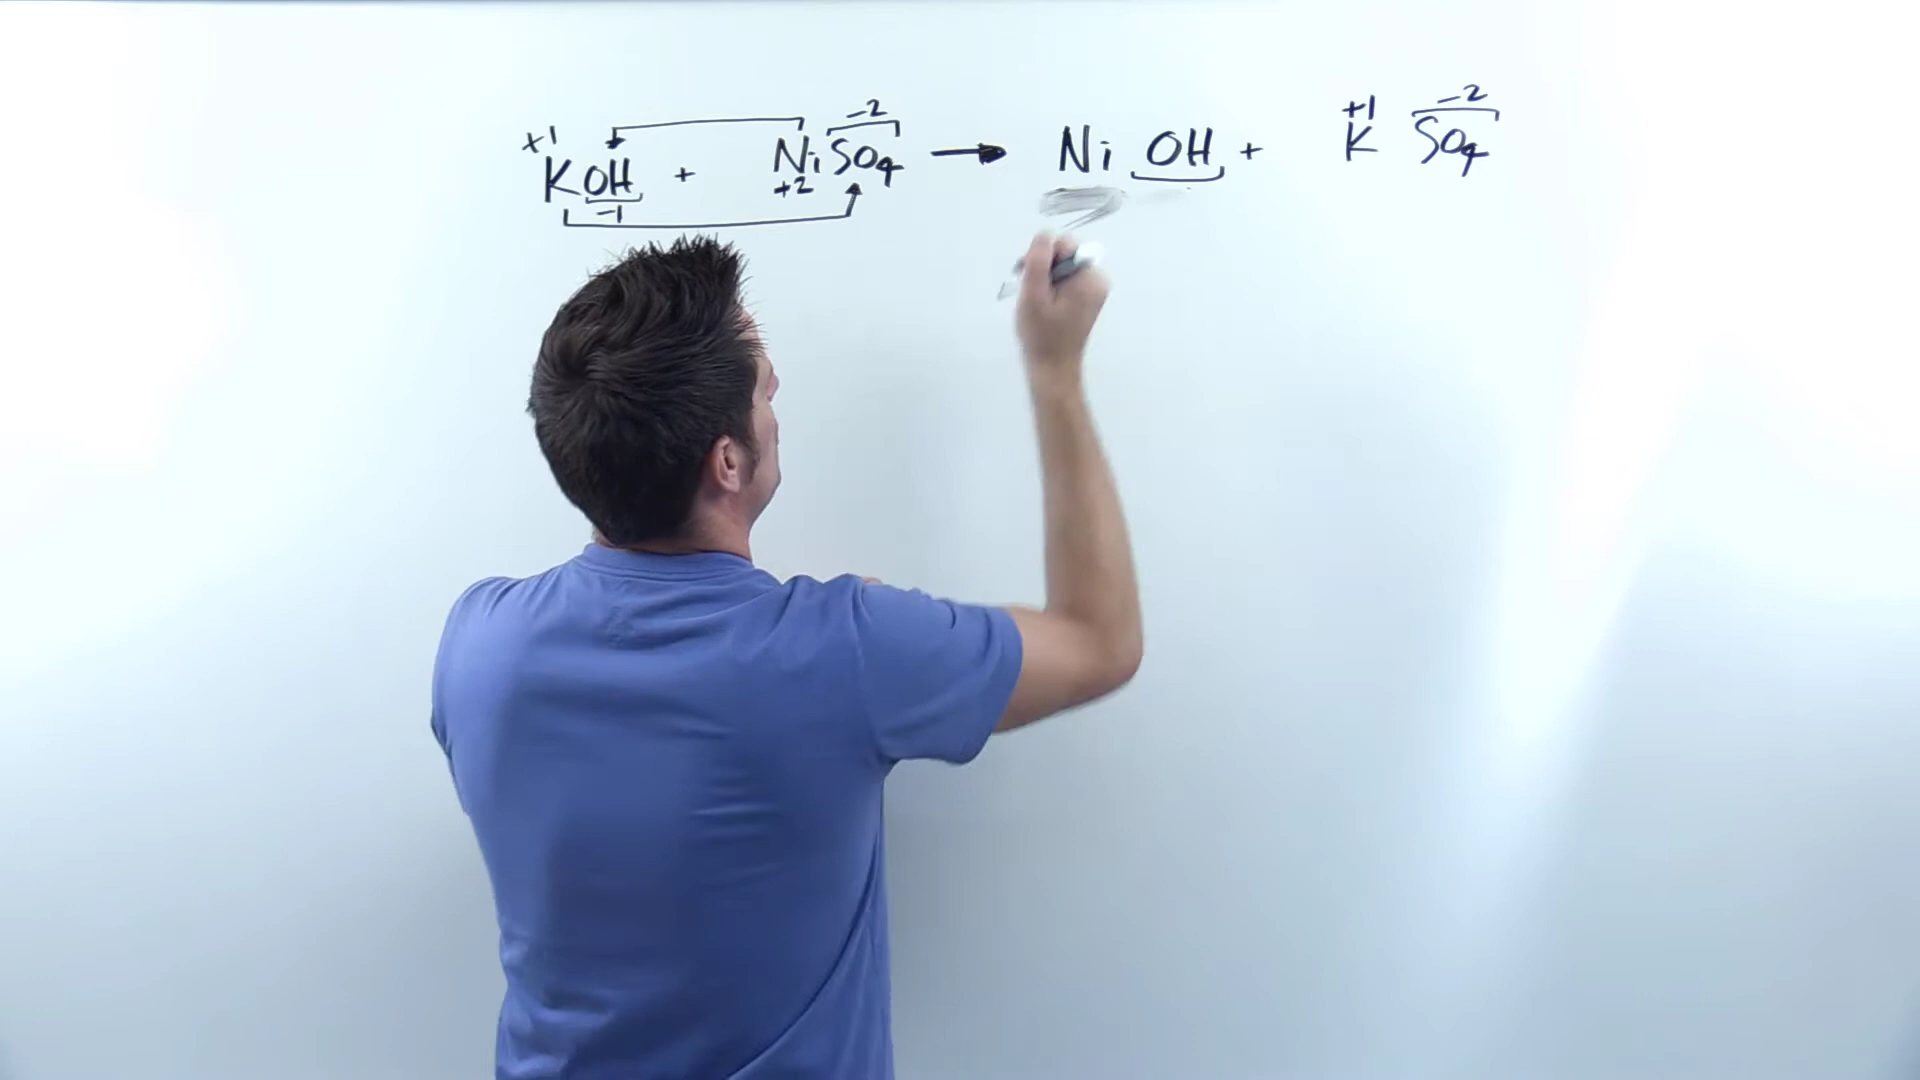 +1 -2 +1 -2
KOH + NiSO₄ → Ni OH + K SO₄
-1 +2